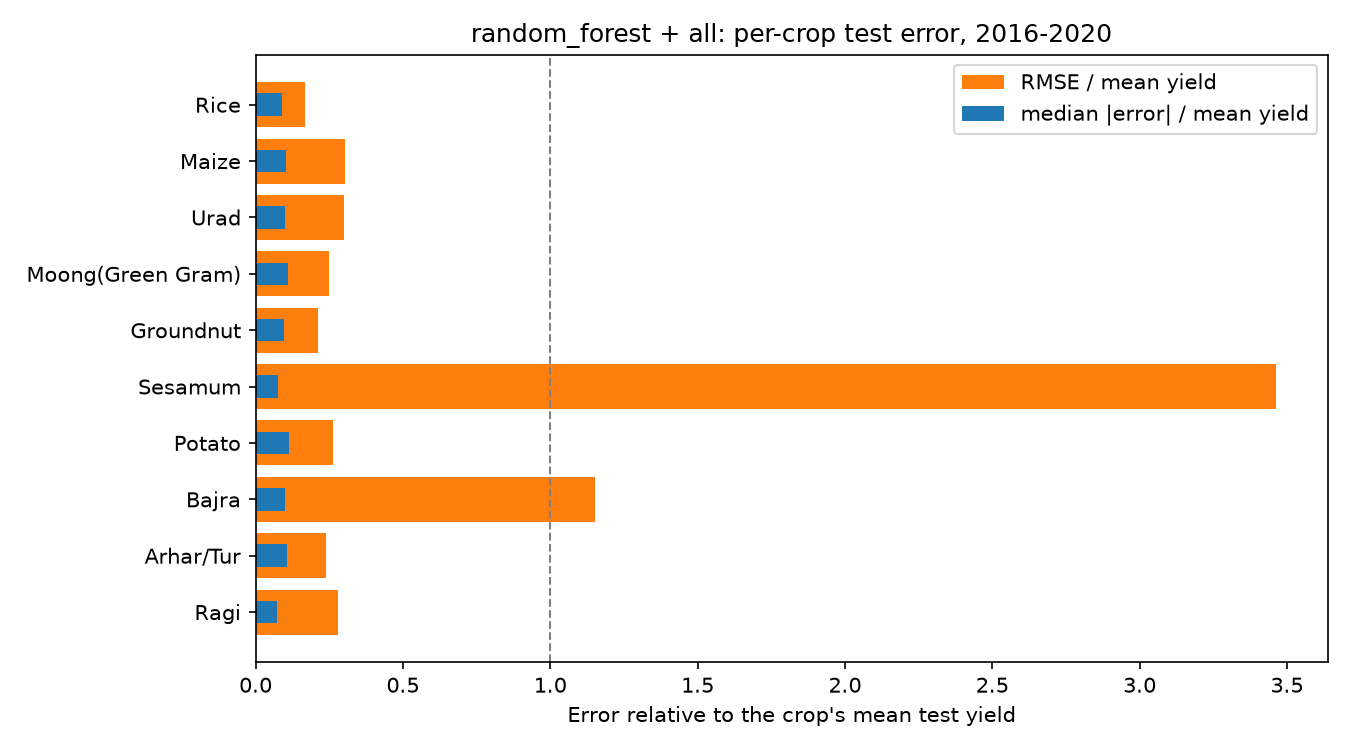 random_forest + all: per-crop test error, 2016-2020
RMSE / mean yield
median |error| / mean yield
Rice
Maize
Urad
Moong(Green Gram)
Groundnut
Sesamum
Potato
Bajra
Arhar/Tur
Ragi
0.0 0.5 1.0 1.5 2.0 2.5 3.0 3.5
Error relative to the crop's mean test yield